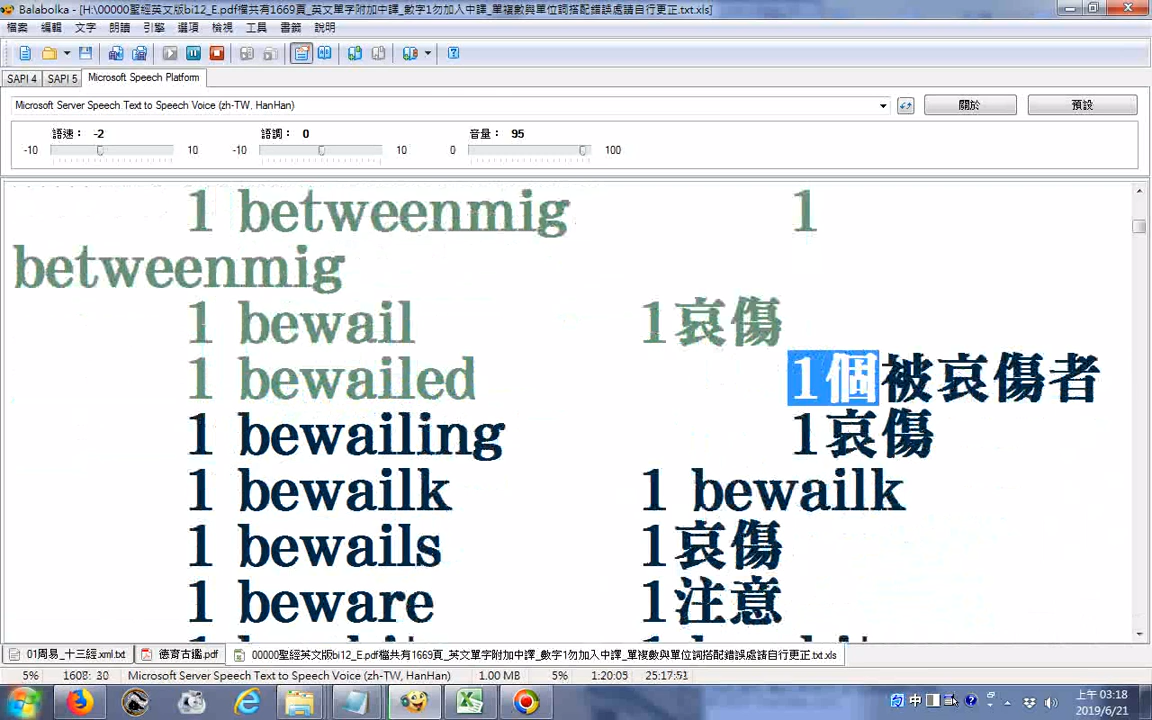 Balabolka - [H:\00000聖經英文版bi12_E.pdf檔共有1669頁_英文單字附加中譯_數字1勿加入中譯_單複數與單位詞搭配錯誤處請自行更正.txt.xls]
檔案 編輯 文字 朗讀 引擎 選項 檢視 工具 書籤 說明
SAPI 4 SAPI 5 Microsoft Speech Platform
Microsoft Server Speech Text to Speech Voice (zh-TW, HanHan) 關於 預設
語速： -2 語調： 0 音量： 95
-10 10 -10 10 0 100
1 betweenmig 1
betweenmig
1 bewail 1哀傷
1 bewailed 1個被哀傷者
1 bewailing 1哀傷
1 bewailk 1 bewailk
1 bewails 1哀傷
1 beware 1注意
01周易_十三經.xml.txt 德育古鑑.pdf 00000聖經英文版bi12_E.pdf檔共有1669頁_英文單字附加中譯_數字1勿加入中譯_單複數與單位詞搭配錯誤處請自行更正.txt.xls
5% 1608: 30 Microsoft Server Speech Text to Speech Voice (zh-TW, HanHan) 1.00 MB 5% 1:20:05 25:17:51
中 上午 03:18
2019/6/21